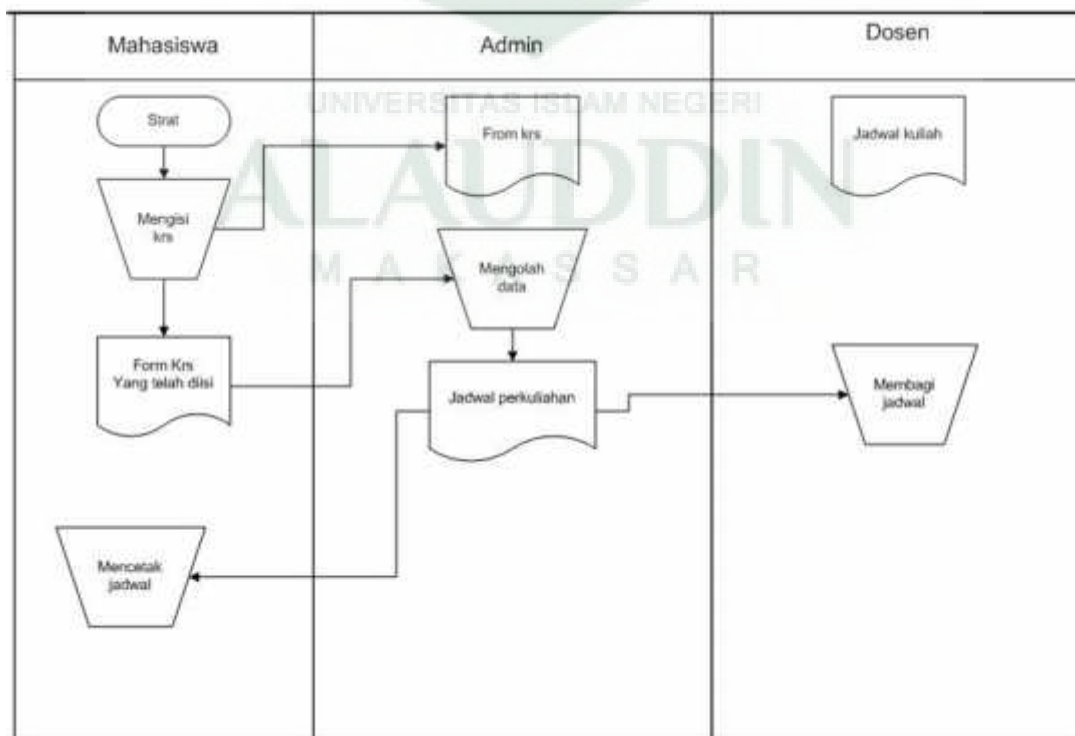 Mahasiswa
Admin
Dosen
UNIVERSITAS ISLAM NEGERI
ALAUDDIN
MAKASSAR
Strat
Mengisi
krs
Form Krs
Yang telah diisi
Mencetak
jadwal
From krs
Mengolah
data
Jadwal perkuliahan
Jadwal kuliah
Membagi
jadwal